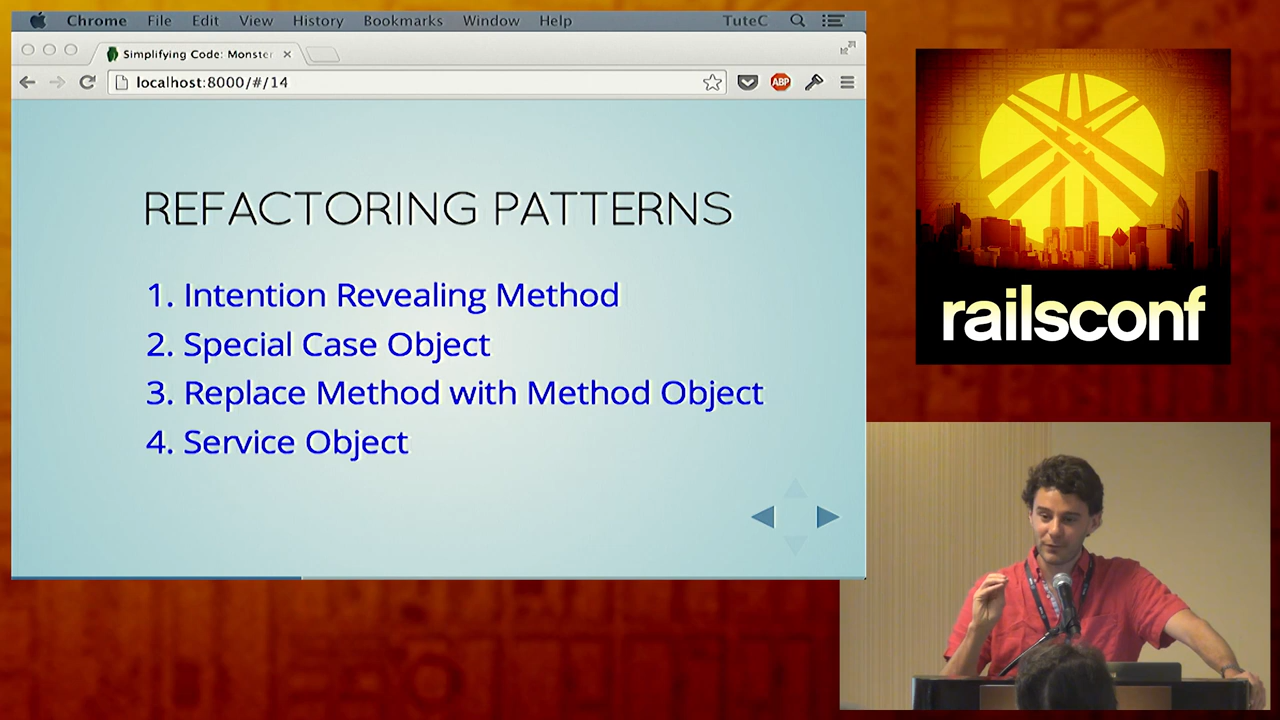 Chrome File Edit View History Bookmarks Window Help TuteC
Simplifying Code: Monster
localhost:8000/#/14
ABP
REFACTORING PATTERNS
1. Intention Revealing Method
2. Special Case Object
3. Replace Method with Method Object
4. Service Object
railsconf